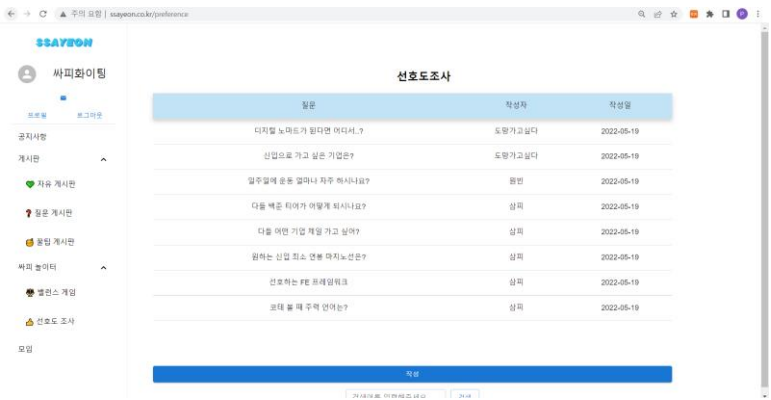 주의 요함 | ssayeon.co.kr/preference
SSAYEON
싸피화이팅
프로필 로그아웃
공지사항
게시판
자유 게시판
질문 게시판
꿀팁 게시판
싸피 놀이터
밸런스 게임
선호도 조사
모임
선호도조사
질문 작성자 작성일
디지털 노마드가 된다면 어디서..? 도망가고싶다 2022-05-19
신입으로 가고 싶은 기업은? 도망가고싶다 2022-05-19
일주일에 운동 얼마나 자주 하시나요? 원빈 2022-05-19
다들 백준 티어가 어떻게 되시나요? 삼피 2022-05-19
다들 어떤 기업 제일 가고 싶어? 삼피 2022-05-19
원하는 신입 최소 연봉 마지노선은? 삼피 2022-05-19
선호하는 FE 프레임워크 삼피 2022-05-19
코테 볼 때 주력 언어는? 삼피 2022-05-19
작성
검색어를 입력해주세요 검색